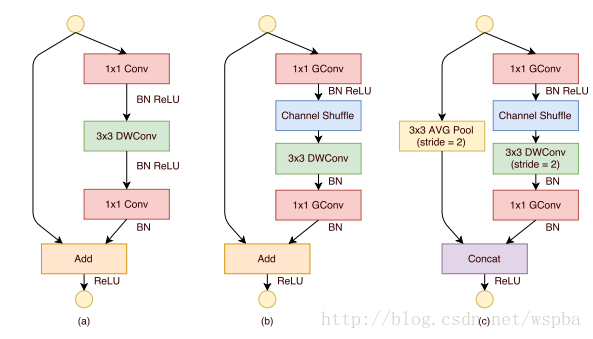 1x1 Conv
BN ReLU
3x3 DWConv
BN ReLU
1x1 Conv
BN
Add
ReLU
(a)
1x1 GConv
BN ReLU
Channel Shuffle
3x3 DWConv
BN
1x1 GConv
BN
Add
ReLU
(b)
3x3 AVG Pool
(stride = 2)
1x1 GConv
BN ReLU
Channel Shuffle
3x3 DWConv
(stride = 2)
BN
1x1 GConv
BN
Concat
ReLU
(c)
http://blog.csdn.net/wspba